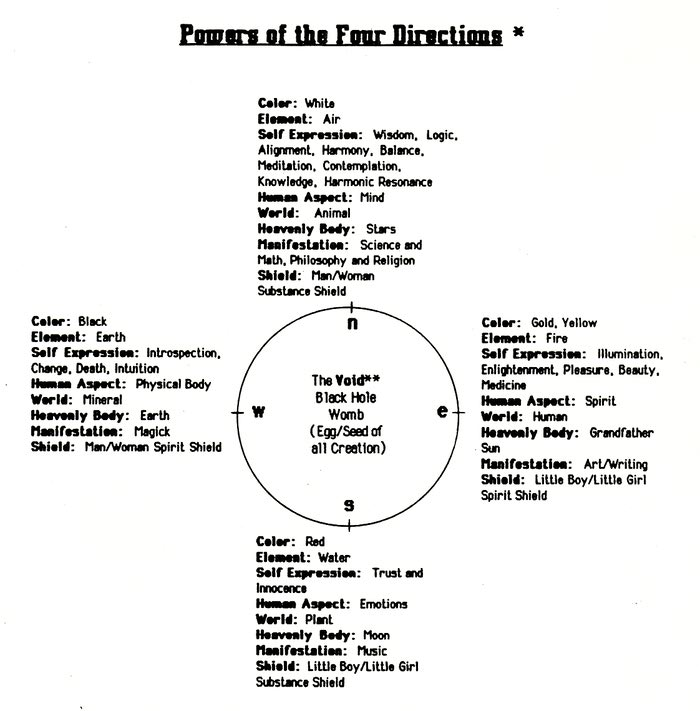 Powers of the Four Directions *
Color: White
Element: Air
Self Expression: Wisdom, Logic,
Alignment, Harmony, Balance,
Meditation, Contemplation,
Knowledge, Harmonic Resonance
Human Aspect: Mind
World: Animal
Heavenly Body: Stars
Manifestation: Science and
Math, Philosophy and Religion
Shield: Man/Woman
Substance Shield
n
Color: Black
Element: Earth
Self Expression: Introspection,
Change, Death, Intuition
Human Aspect: Physical Body
World: Mineral
Heavenly Body: Earth
Manifestation: Magick
Shield: Man/Woman Spirit Shield
w
The Void**
Black Hole
Womb
(Egg/Seed of
all Creation)
e
Color: Gold, Yellow
Element: Fire
Self Expression: Illumination,
Enlightenment, Pleasure, Beauty,
Medicine
Human Aspect: Spirit
World: Human
Heavenly Body: Grandfather
Sun
Manifestation: Art/Writing
Shield: Little Boy/Little Girl
Spirit Shield
s
Color: Red
Element: Water
Self Expression: Trust and
Innocence
Human Aspect: Emotions
World: Plant
Heavenly Body: Moon
Manifestation: Music
Shield: Little Boy/Little Girl
Substance Shield